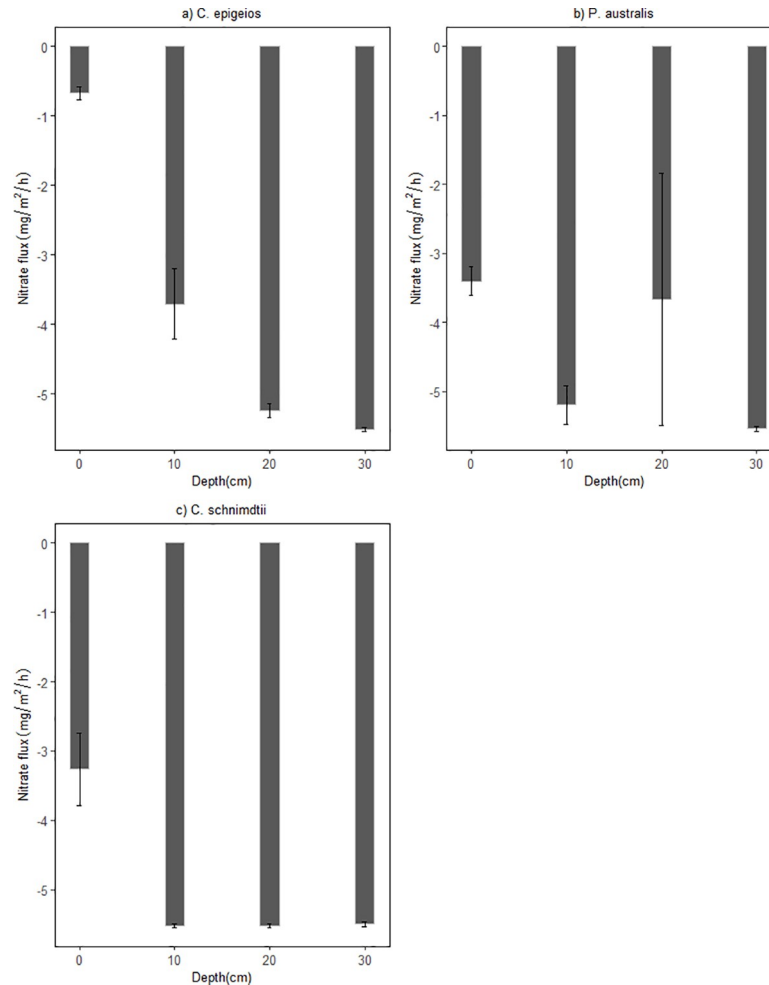 a) C. epigeios
0
-1
-2
-3
-4
-5
Nitrate flux (mg/m²/h)
0 10 20 30
Depth(cm)
b) P. australis
0
-1
-2
-3
-4
-5
Nitrate flux (mg/m²/h)
0 10 20 30
Depth(cm)
c) C. schnimdtii
0
-1
-2
-3
-4
-5
Nitrate flux (mg/m²/h)
0 10 20 30
Depth(cm)